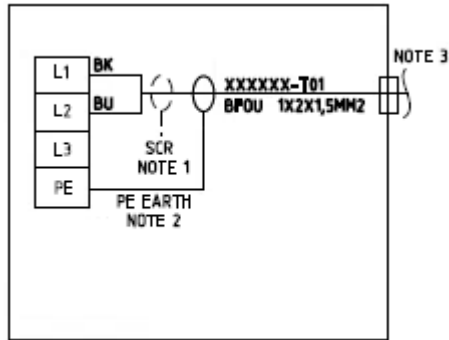 NOTE 3
L1
BK
XXXXXX-T01
L2
BU
BFOU 1X2X1,5MM2
L3
SCR
NOTE 1
PE
PE EARTH
NOTE 2